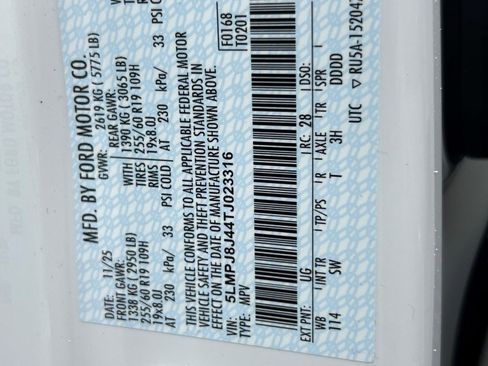 MFD. BY FORD MOTOR CO.
11/25
GVWR: 2619 KG ( 5775 LB)
FRONT GAWR: 1338 KG ( 2950 LB)
255/60 R19 109H
19x8.0J
AT 230 kPa/ 33 PSI COLD
REAR GAWR: 1390 KG ( 3065 LB)
WITH 255/60 R19 109H TIRES
19x8.0J RIMS
AT 230 kPa/ 33 PSI
THIS VEHICLE CONFORMS TO ALL APPLICABLE FEDERAL MOTOR
VEHICLE SAFETY AND THEFT PREVENTION STANDARDS IN
EFFECT ON THE DATE OF MANUFACTURE SHOWN ABOVE.
VIN: 5LMPJ8J44TJ023316
TYPE: MPV
F0168
T0201
EXT PNT: UG RC: 28 DSO:
WB INT TR TP/PS R AXLE TR SPR
114 SW T 3H DDDD
UTC ▽ RU5A-15204